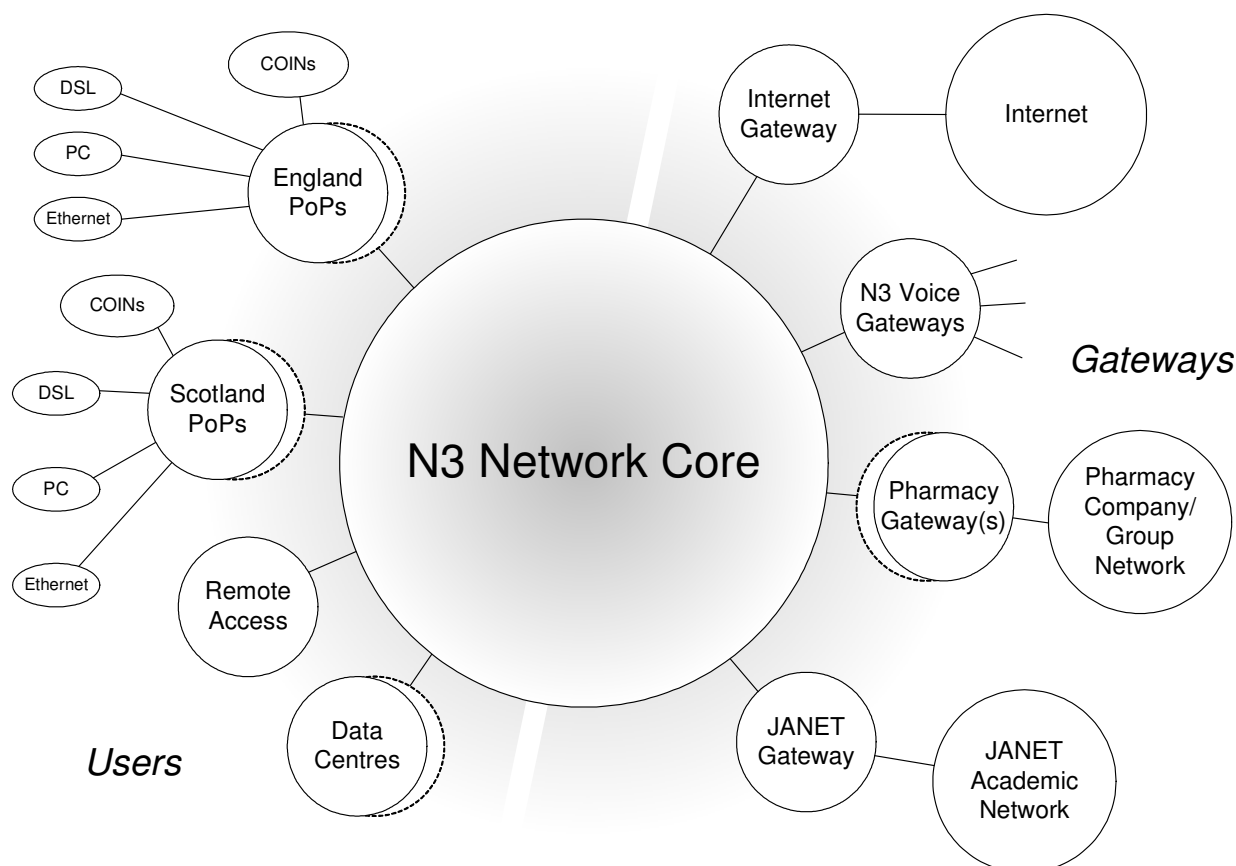 COINs
DSL
PC
Ethernet
England
PoPs
COINs
DSL
PC
Ethernet
Scotland
PoPs
Remote
Access
Data
Centres
Users
N3 Network Core
Internet
Gateway
Internet
N3 Voice
Gateways
Gateways
Pharmacy
Gateway(s)
Pharmacy
Company/
Group
Network
JANET
Gateway
JANET
Academic
Network